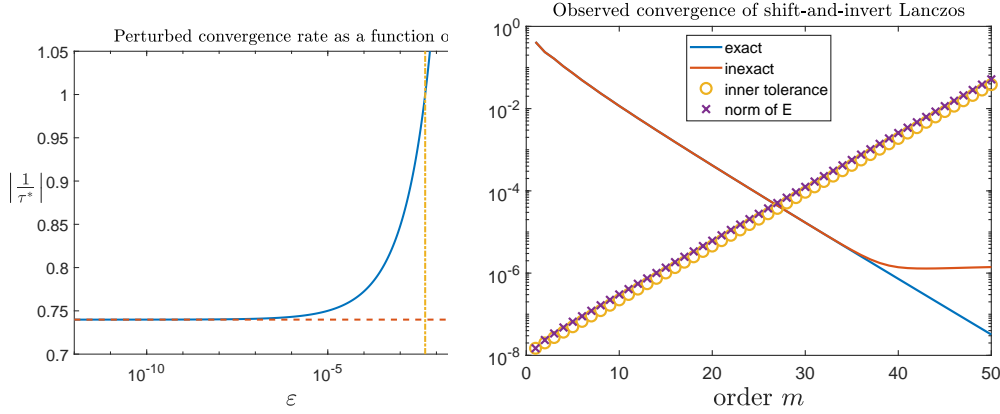 Perturbed convergence rate as a function o
1.05
1
0.95
0.9
0.85
0.8
0.75
0.7
|1/τ*|
10^-10
10^-5
ε
Observed convergence of shift-and-invert Lanczos
10^0
10^-2
10^-4
10^-6
10^-8
exact
inexact
inner tolerance
norm of E
0
10
20
30
40
50
order m